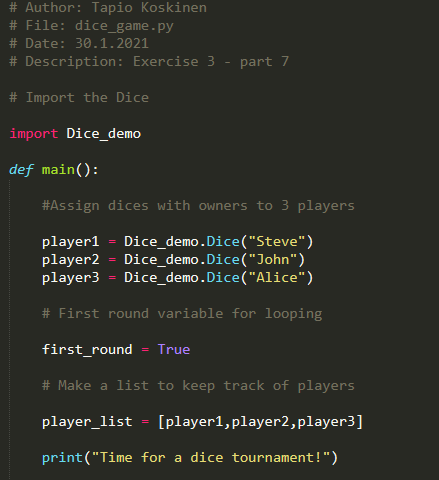 # Author: Tapio Koskinen
# File: dice_game.py
# Date: 30.1.2021
# Description: Exercise 3 - part 7
# Import the Dice
import Dice_demo
def main():
#Assign dices with owners to 3 players
player1 = Dice_demo.Dice("Steve")
player2 = Dice_demo.Dice("John")
player3 = Dice_demo.Dice("Alice")
# First round variable for looping
first_round = True
# Make a list to keep track of players
player_list = [player1,player2,player3]
print("Time for a dice tournament!")